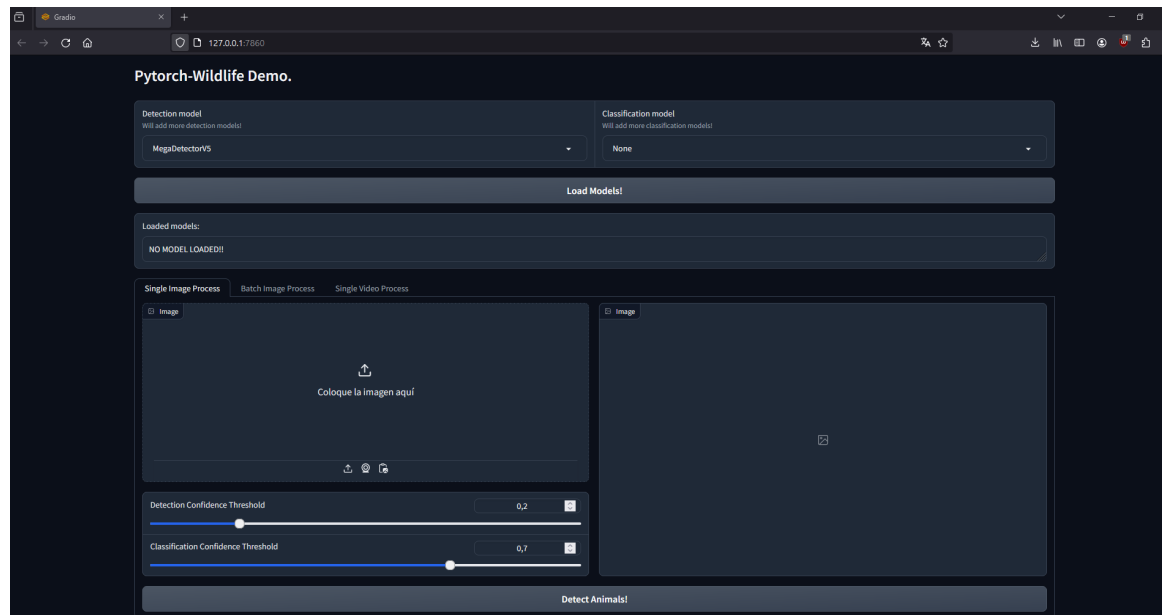 Gradio
127.0.0.1:7860
Pytorch-Wildlife Demo.
Detection model
Will add more detection models!
MegaDetectorV5
Classification model
Will add more classification models!
None
Load Models!
Loaded models:
NO MODEL LOADED!!
Single Image Process Batch Image Process Single Video Process
Image
Coloque la imagen aquí
Image
Detection Confidence Threshold 0,2
Classification Confidence Threshold 0,7
Detect Animals!